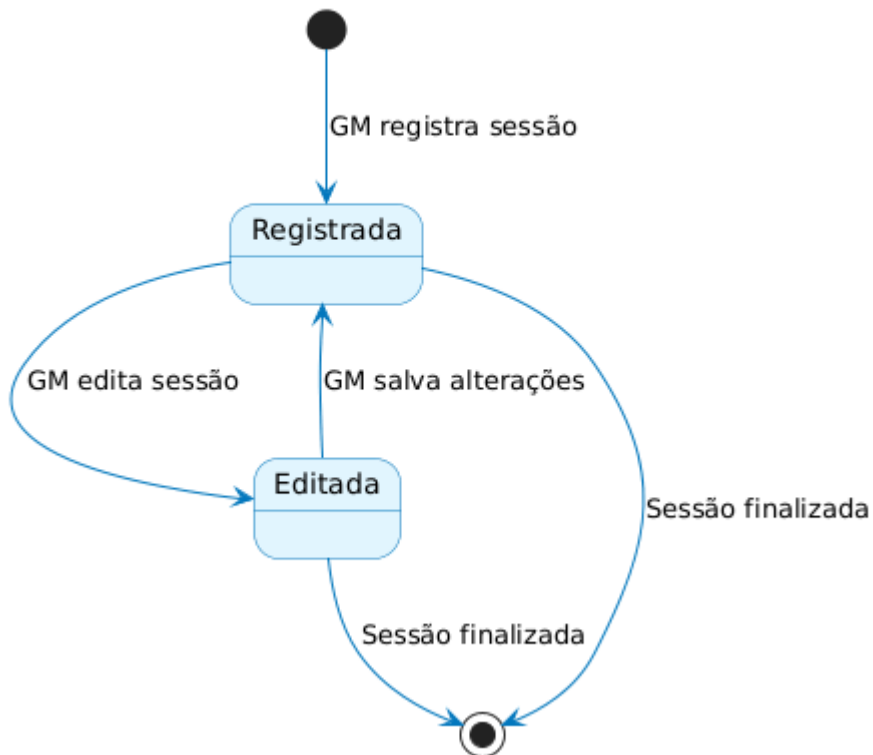 GM registra sessão
Registrada
GM edita sessão
GM salva alterações
Editada
Sessão finalizada
Sessão finalizada